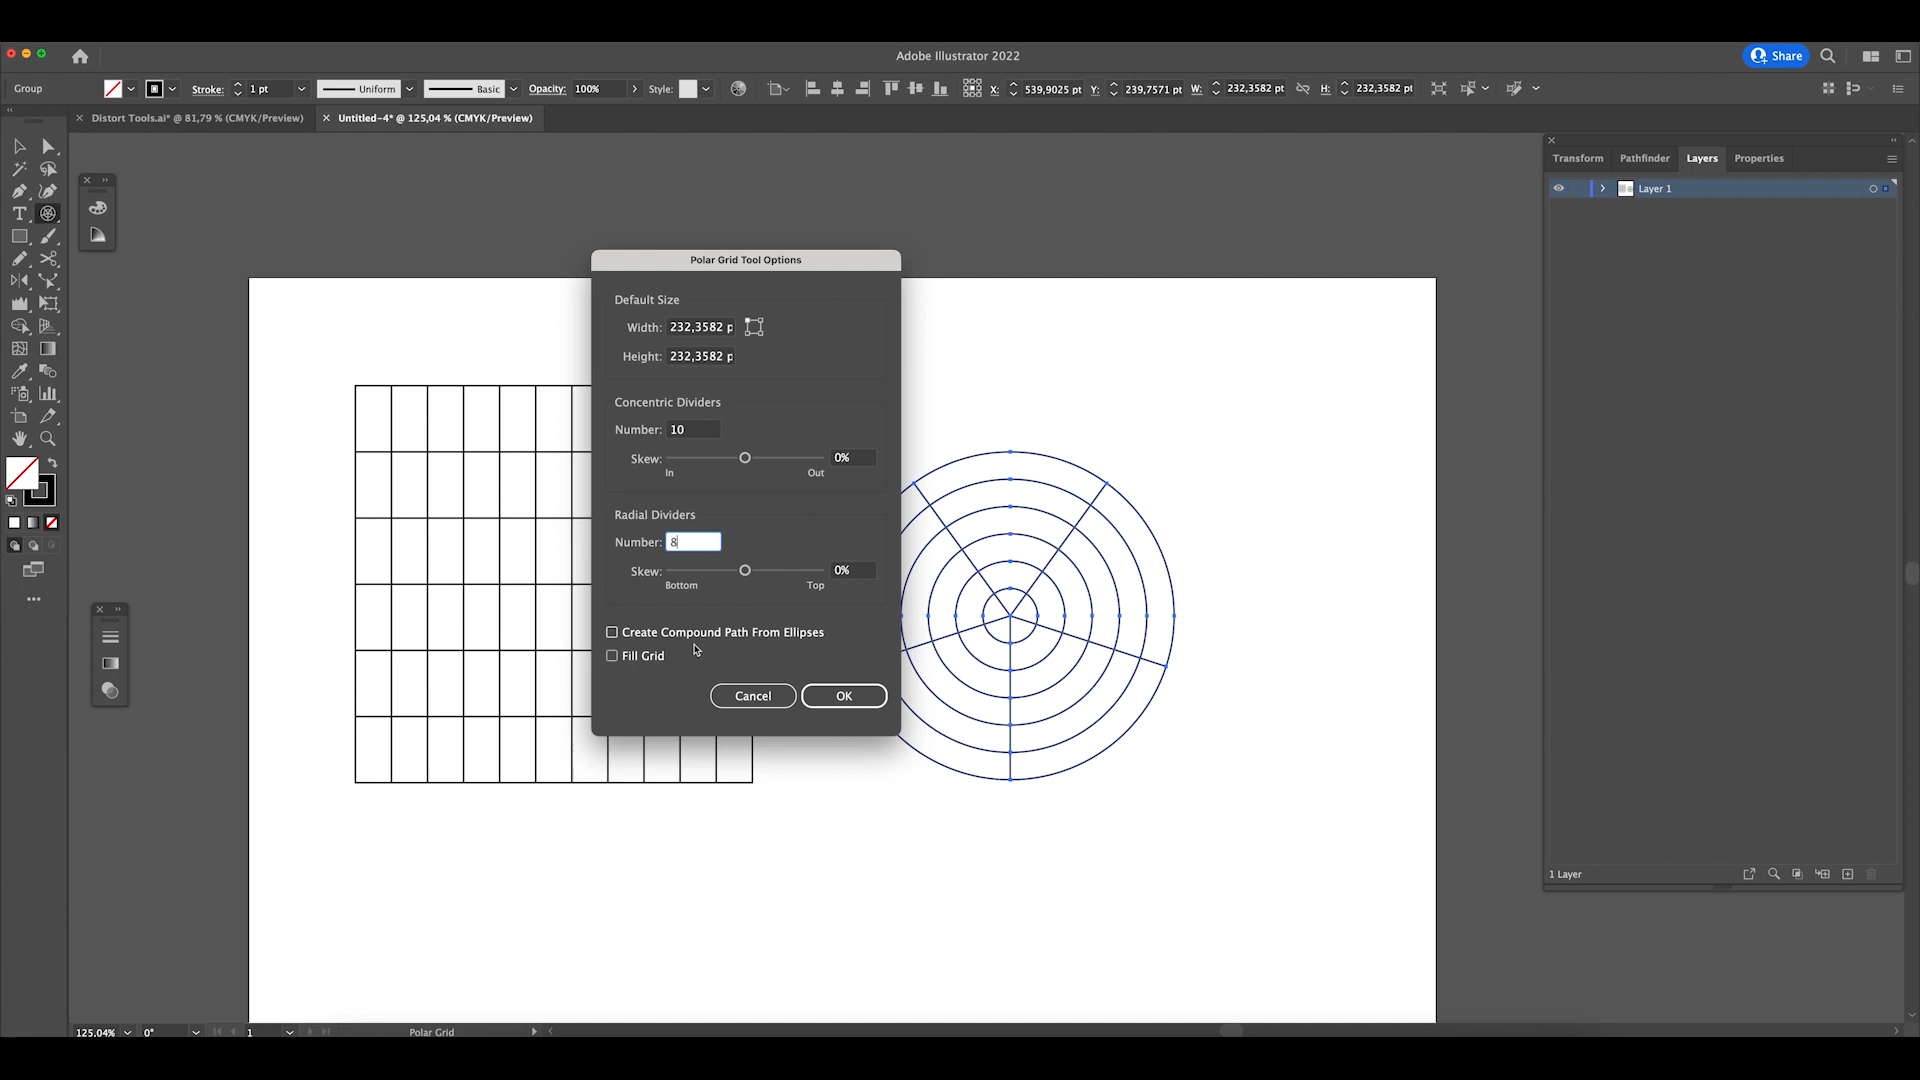 Adobe Illustrator 2022
Share
Group
Stroke: 1 pt Uniform Basic Opacity: 100% Style: X: 539,9025 pt Y: 239,7571 pt W: 232,3582 pt H: 232,3582 pt
Distort Tools.ai* @ 81,79 % (CMYK/Preview) Untitled-4* @ 125,04 % (CMYK/Preview)
Transform Pathfinder Layers Properties
Layer 1
Polar Grid Tool Options
Default Size
Width: 232,3582 p
Height: 232,3582 p
Concentric Dividers
Number: 10
Skew: 0%
In Out
Radial Dividers
Number: 8
Skew: 0%
Bottom Top
Create Compound Path From Ellipses
Fill Grid
Cancel OK
1 Layer
125,04% 0° 1 Polar Grid